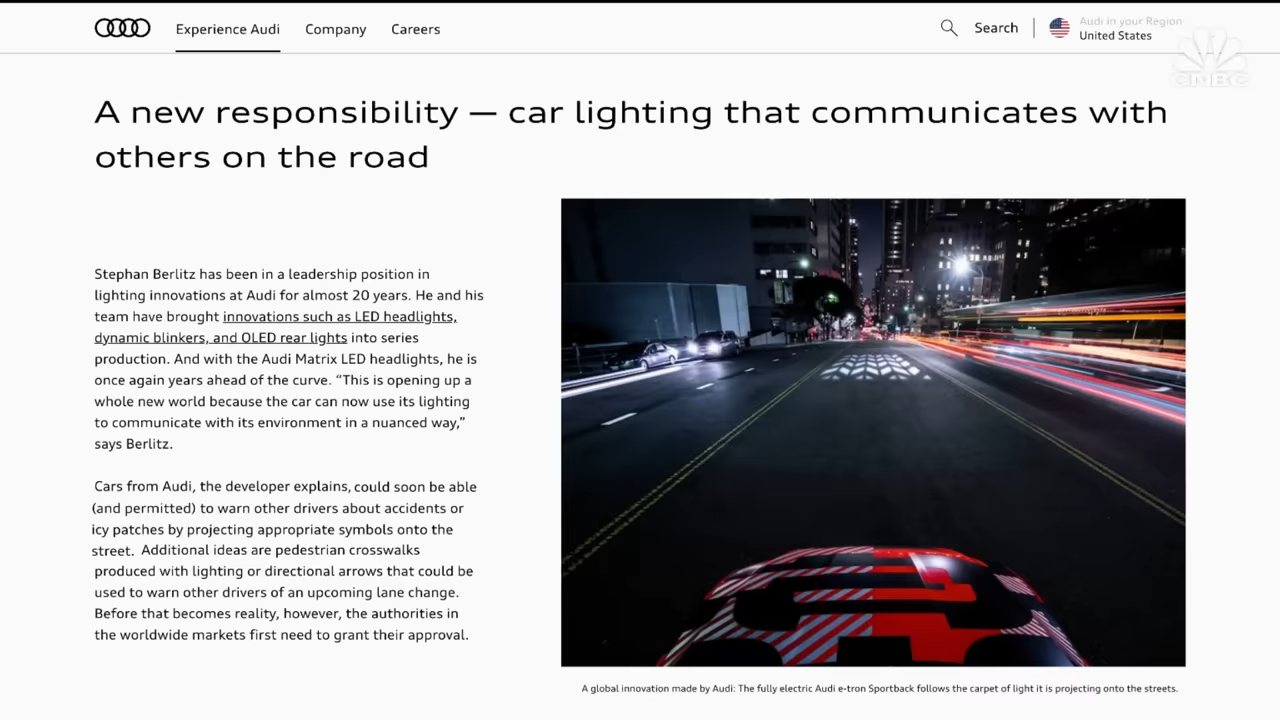 Experience Audi
Company
Careers
Search
Audi in your Region
United States
CNBC
A new responsibility — car lighting that communicates with
others on the road
Stephan Berlitz has been in a leadership position in
lighting innovations at Audi for almost 20 years. He and his
team have brought innovations such as LED headlights,
dynamic blinkers, and OLED rear lights into series
production. And with the Audi Matrix LED headlights, he is
once again years ahead of the curve. “This is opening up a
whole new world because the car can now use its lighting
to communicate with its environment in a nuanced way,”
says Berlitz.
Cars from Audi, the developer explains, could soon be able
(and permitted) to warn other drivers about accidents or
icy patches by projecting appropriate symbols onto the
street. Additional ideas are pedestrian crosswalks
produced with lighting or directional arrows that could be
used to warn other drivers of an upcoming lane change.
Before that becomes reality, however, the authorities in
the worldwide markets first need to grant their approval.
A global innovation made by Audi: The fully electric Audi e-tron Sportback follows the carpet of light it is projecting onto the streets.